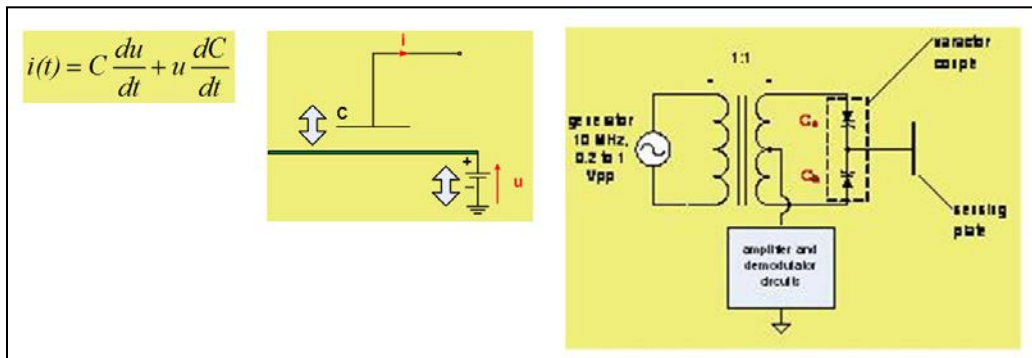 i(t) = C du/dt + u dC/dt
i
C
+
−
u
1:1
varactor
couple
generator
10 MHz,
0.2 to 1
Vpp
Ca
Cb
sensing
plate
amplifier and
demodulator
circuits